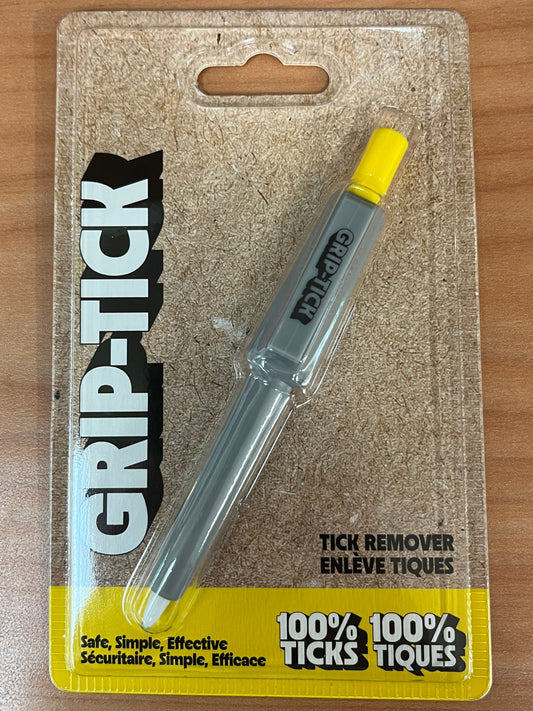 GRIP-TICK
GRIP-TICK
TICK REMOVER
ENLÈVE TIQUES
Safe, Simple, Effective
Sécuritaire, Simple, Efficace
100%
TICKS
100%
TIQUES